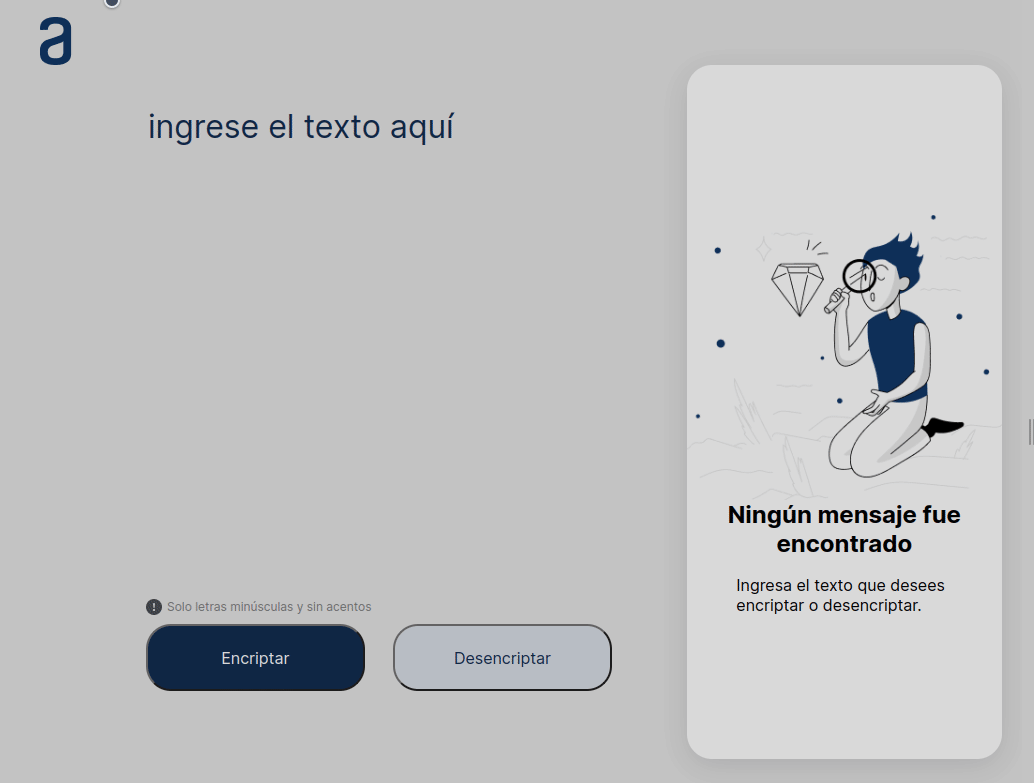 a
ingrese el texto aquí
Ningún mensaje fue
encontrado
Ingresa el texto que desees
encriptar o desencriptar.
! Solo letras minúsculas y sin acentos
Encriptar
Desencriptar